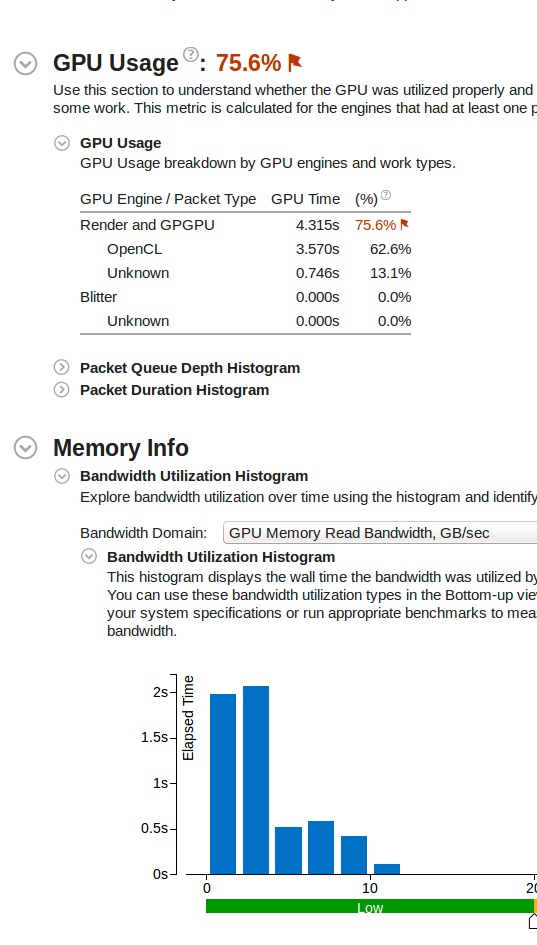 GPU Usage ? : 75.6%
Use this section to understand whether the GPU was utilized properly and
some work. This metric is calculated for the engines that had at least one p
GPU Usage
GPU Usage breakdown by GPU engines and work types.
GPU Engine / Packet Type GPU Time (%) ?
Render and GPGPU 4.315s 75.6%
OpenCL 3.570s 62.6%
Unknown 0.746s 13.1%
Blitter 0.000s 0.0%
Unknown 0.000s 0.0%
Packet Queue Depth Histogram
Packet Duration Histogram
Memory Info
Bandwidth Utilization Histogram
Explore bandwidth utilization over time using the histogram and identify
Bandwidth Domain: GPU Memory Read Bandwidth, GB/sec
Bandwidth Utilization Histogram
This histogram displays the wall time the bandwidth was utilized by
You can use these bandwidth utilization types in the Bottom-up vie
your system specifications or run appropriate benchmarks to mea
bandwidth.
Elapsed Time
2s
1.5s
1s
0.5s
0s
0 10 20
Low